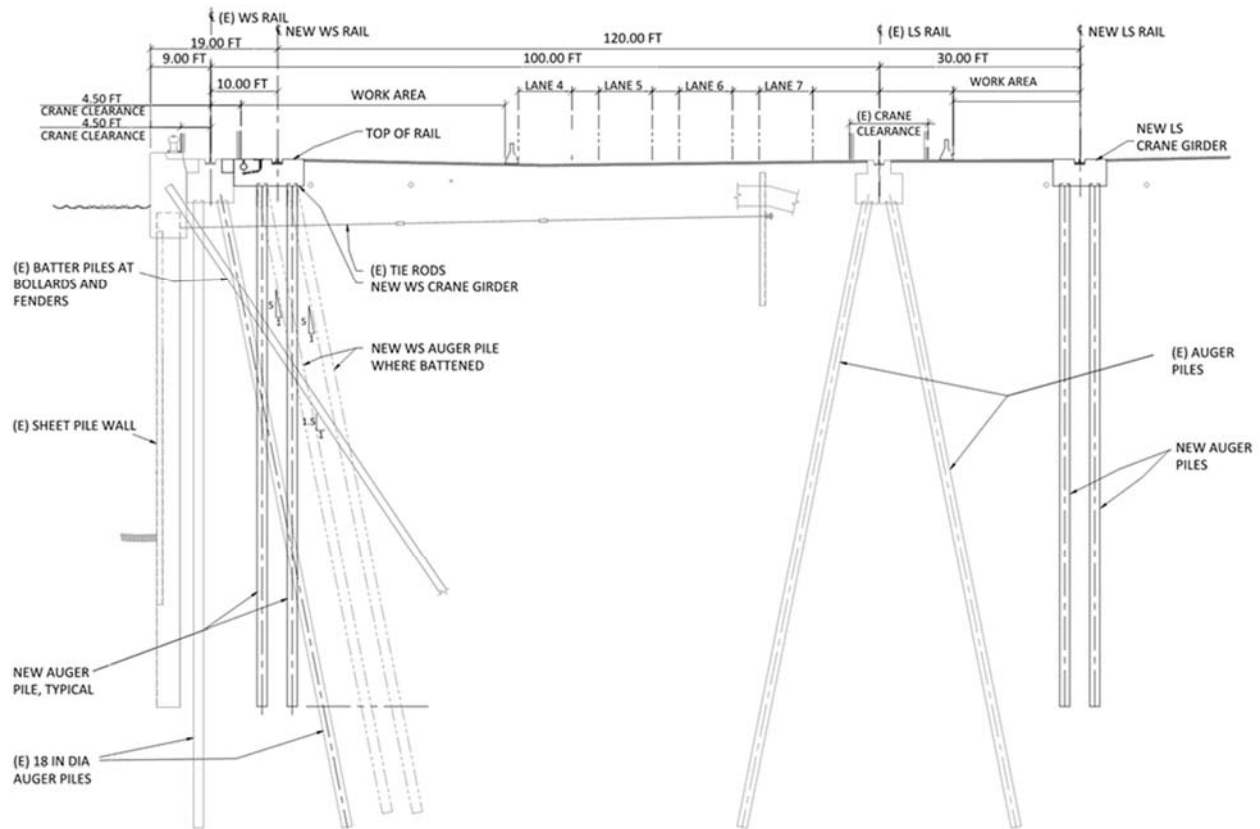 ℄ (E) WS RAIL
℄ NEW WS RAIL
℄ (E) LS RAIL
℄ NEW LS RAIL
19.00 FT
120.00 FT
9.00 FT
100.00 FT
30.00 FT
10.00 FT
LANE 4
LANE 5
LANE 6
LANE 7
WORK AREA
WORK AREA
4.50 FT
CRANE CLEARANCE
4.50 FT
CRANE CLEARANCE
(E) CRANE
CLEARANCE
TOP OF RAIL
NEW LS
CRANE GIRDER
(E) BATTER PILES AT
BOLLARDS AND
FENDERS
(E) TIE RODS
NEW WS CRANE GIRDER
5
1
5
1
NEW WS AUGER PILE
WHERE BATTENED
(E) AUGER
PILES
1.5
1
(E) SHEET PILE WALL
NEW AUGER
PILES
NEW AUGER
PILE, TYPICAL
(E) 18 IN DIA
AUGER PILES